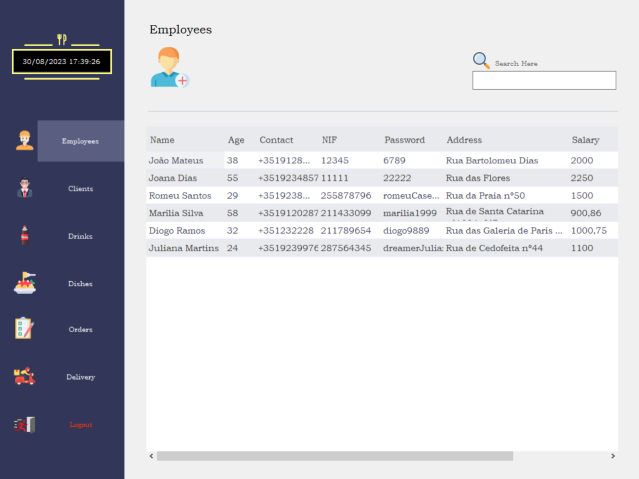 Employees
30/08/2023 17:39:26
Search Here
Employees
Clients
Drinks
Dishes
Orders
Delivery
Logout
Name Age Contact NIF Password Address Salary
João Mateus 38 +3519128... 12345 6789 Rua Bartolomeu Dias 2000
Joana Dias 55 +3519234857 11111 22222 Rua das Flores 2250
Romeu Santos 29 +3519238... 255878796 romeuCase... Rua da Praia nº50 1500
Marília Silva 58 +3519120287 211433099 marilia1999 Rua de Santa Catarina 900,86
Diogo Ramos 32 +351232228 211789654 diogo9889 Rua das Galeria de Paris ... 1000,75
Juliana Martins 24 +3519239976 287564345 dreamerJulia: Rua de Cedofeita nº44 1100